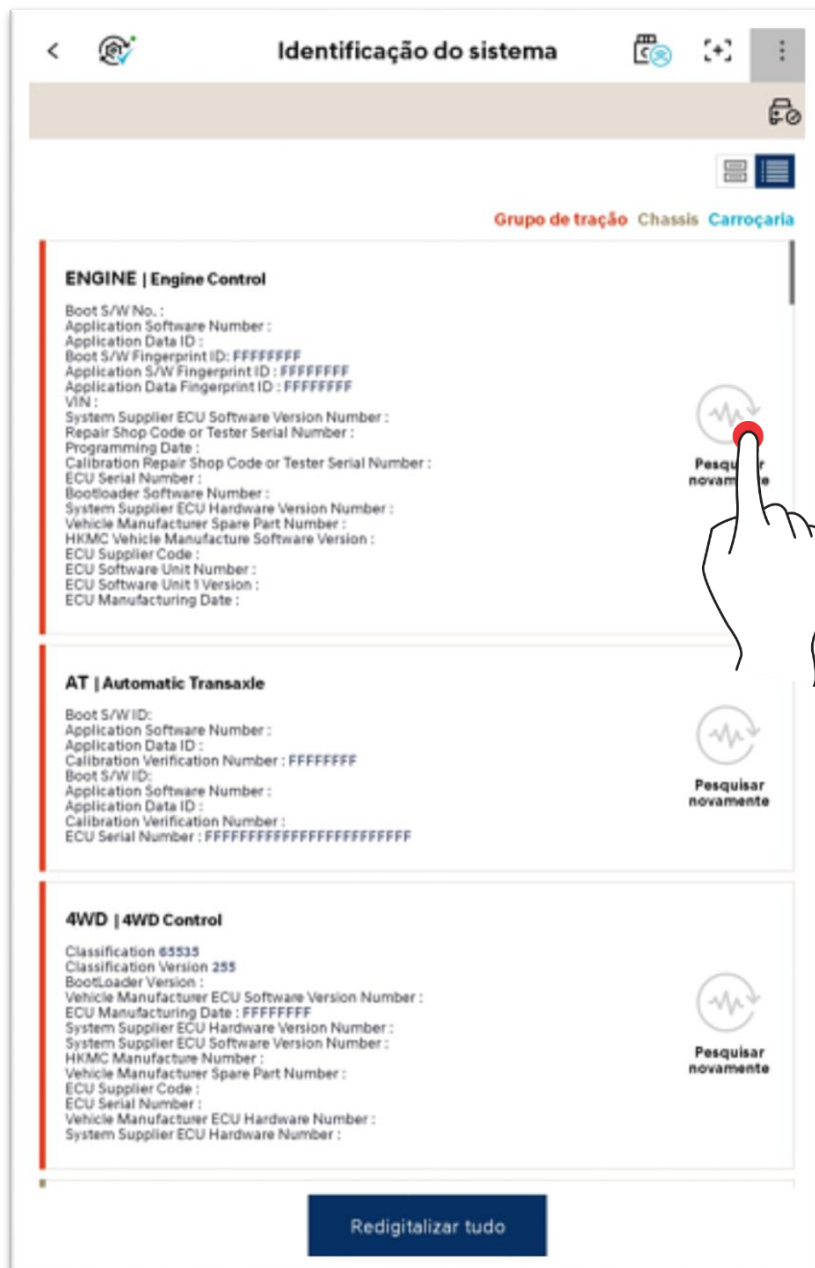 Identificação do sistema
Grupo de tração Chassis Carroçaria
ENGINE | Engine Control
Boot S/W No. :
Application Software Number :
Application Data ID :
Boot S/W Fingerprint ID: FFFFFFFF
Application S/W Fingerprint ID : FFFFFFFF
Application Data Fingerprint ID : FFFFFFFF
VIN :
System Supplier ECU Software Version Number :
Repair Shop Code or Tester Serial Number :
Programming Date :
Calibration Repair Shop Code or Tester Serial Number :
ECU Serial Number :
Bootloader Software Number :
System Supplier ECU Hardware Version Number :
Vehicle Manufacturer Spare Part Number :
HKMC Vehicle Manufacture Software Version :
ECU Supplier Code :
ECU Software Unit Number :
ECU Software Unit 1 Version :
ECU Manufacturing Date :
AT | Automatic Transaxle
Boot S/W ID:
Application Software Number :
Application Data ID :
Calibration Verification Number : FFFFFFFF
Boot S/W ID:
Application Software Number :
Application Data ID :
Calibration Verification Number :
ECU Serial Number : FFFFFFFFFFFFFFFFFFFFFFFF
Pesquisar
novamente
4WD | 4WD Control
Classification 65535
Classification Version 255
BootLoader Version :
Vehicle Manufacturer ECU Software Version Number :
ECU Manufacturing Date : FFFFFFFF
System Supplier ECU Hardware Version Number :
System Supplier ECU Software Version Number :
HKMC Manufacture Number :
Vehicle Manufacturer Spare Part Number :
ECU Supplier Code :
ECU Serial Number :
Vehicle Manufacturer ECU Hardware Number :
System Supplier ECU Hardware Number :
Pesquisar
novamente
Redigitalizar tudo